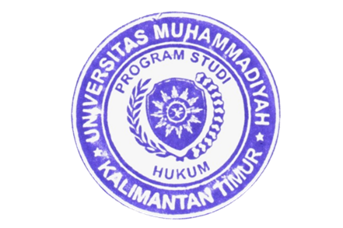 UNIVERSITAS MUHAMMADIYAH
KALIMANTAN TIMUR
PROGRAM STUDI
HUKUM